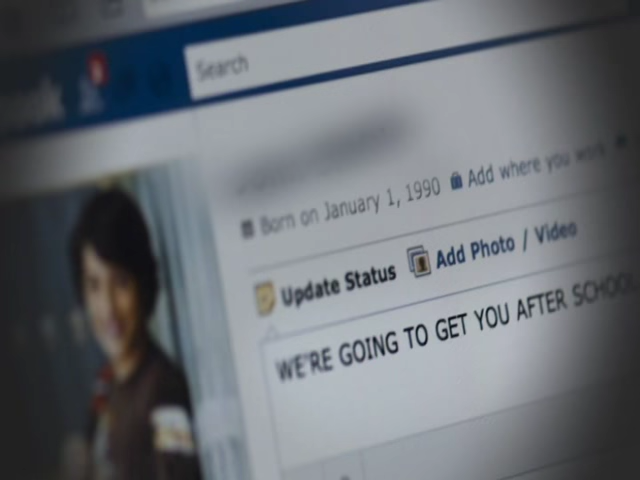 Search
Born on January 1, 1990 Add where you work
Update Status Add Photo / Video
WE'RE GOING TO GET YOU AFTER SCHOOL